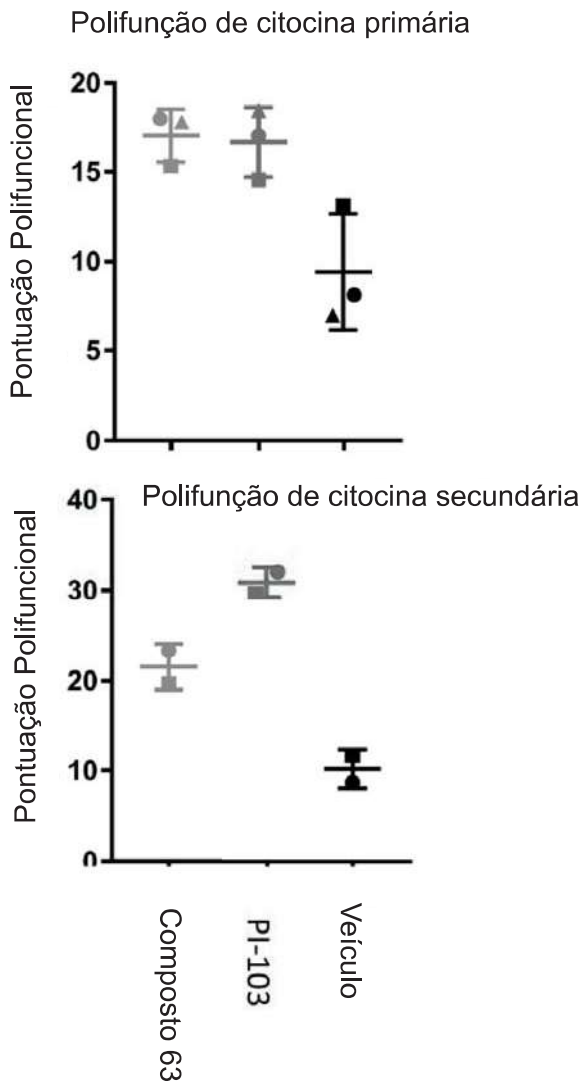 Polifunção de citocina primária
Pontuação Polifuncional
20
15
10
5
0
Polifunção de citocina secundária
Pontuação Polifuncional
40
30
20
10
0
Composto 63
PI-103
Veículo